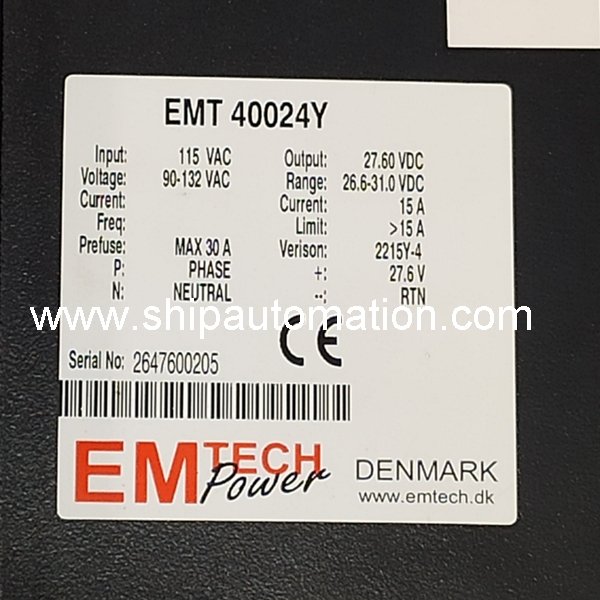 EMT 40024Y
Input: 115 VAC Output: 27.60 VDC
Voltage: 90-132 VAC Range: 26.6-31.0 VDC
Current: Current: 15 A
Freq: Limit: >15 A
Prefuse: MAX 30 A Verison: 2215Y-4
P: PHASE +: 27.6 V
N: NEUTRAL --: RTN
www.shipautomation.com
Serial No: 2647600205
CE
EMTECH Power DENMARK
www.emtech.dk